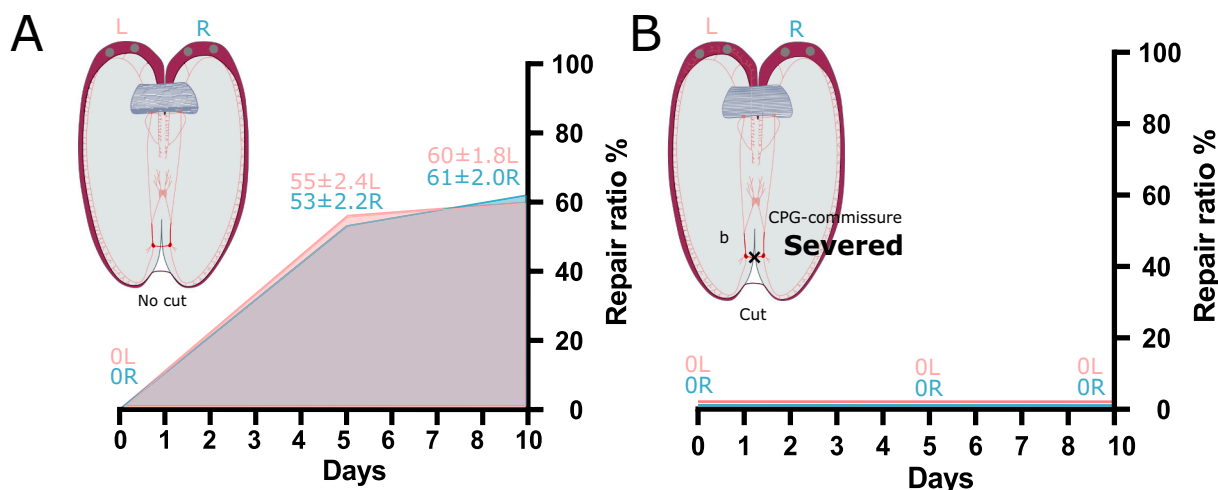 A
L R
60±1.8L
61±2.0R
55±2.4L
53±2.2R
No cut
0L
0R
100
80
60
40
20
0
Repair ratio %
0 1 2 3 4 5 6 7 8 9 10
Days
B
L R
CPG-commissure
b
Severed
Cut
0L 0L 0L
0R 0R 0R
100
80
60
40
20
0
Repair ratio %
0 1 2 3 4 5 6 7 8 9 10
Days